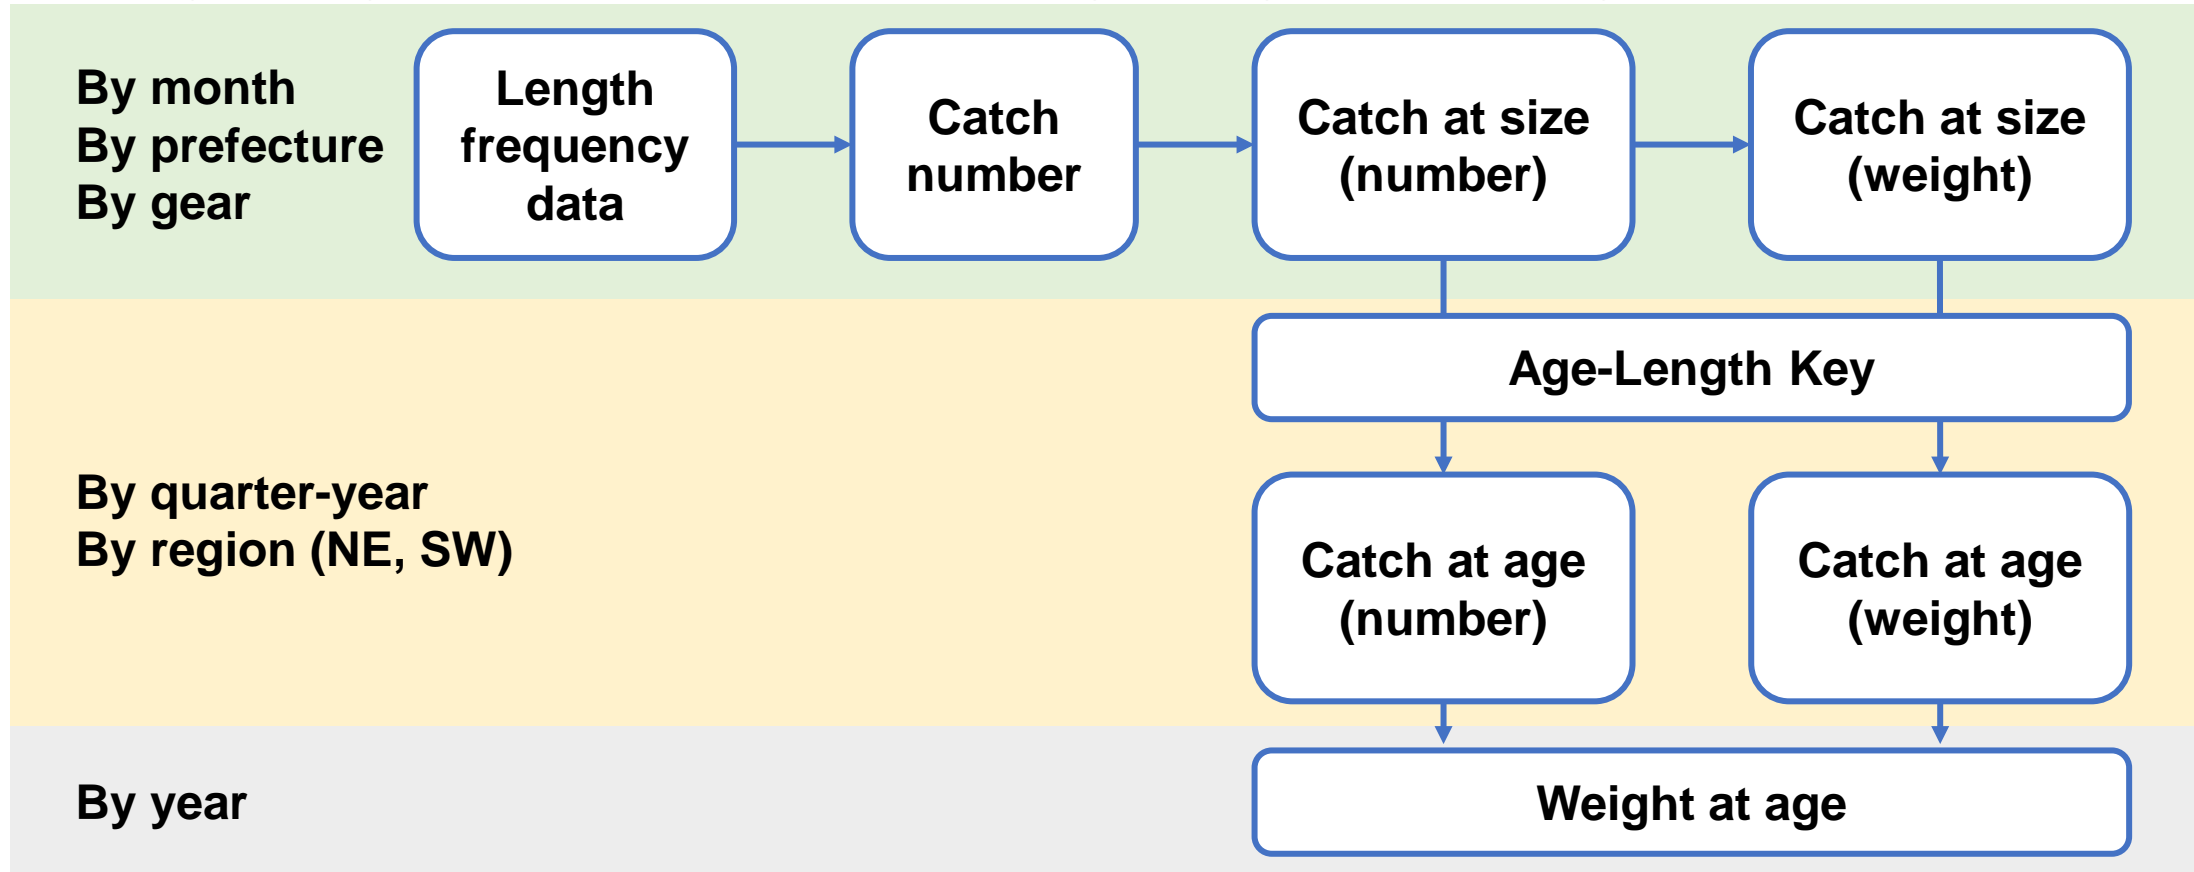 By month
By prefecture
By gear
Length
frequency
data
Catch
number
Catch at size
(number)
Catch at size
(weight)
Age-Length Key
By quarter-year
By region (NE, SW)
Catch at age
(number)
Catch at age
(weight)
By year
Weight at age